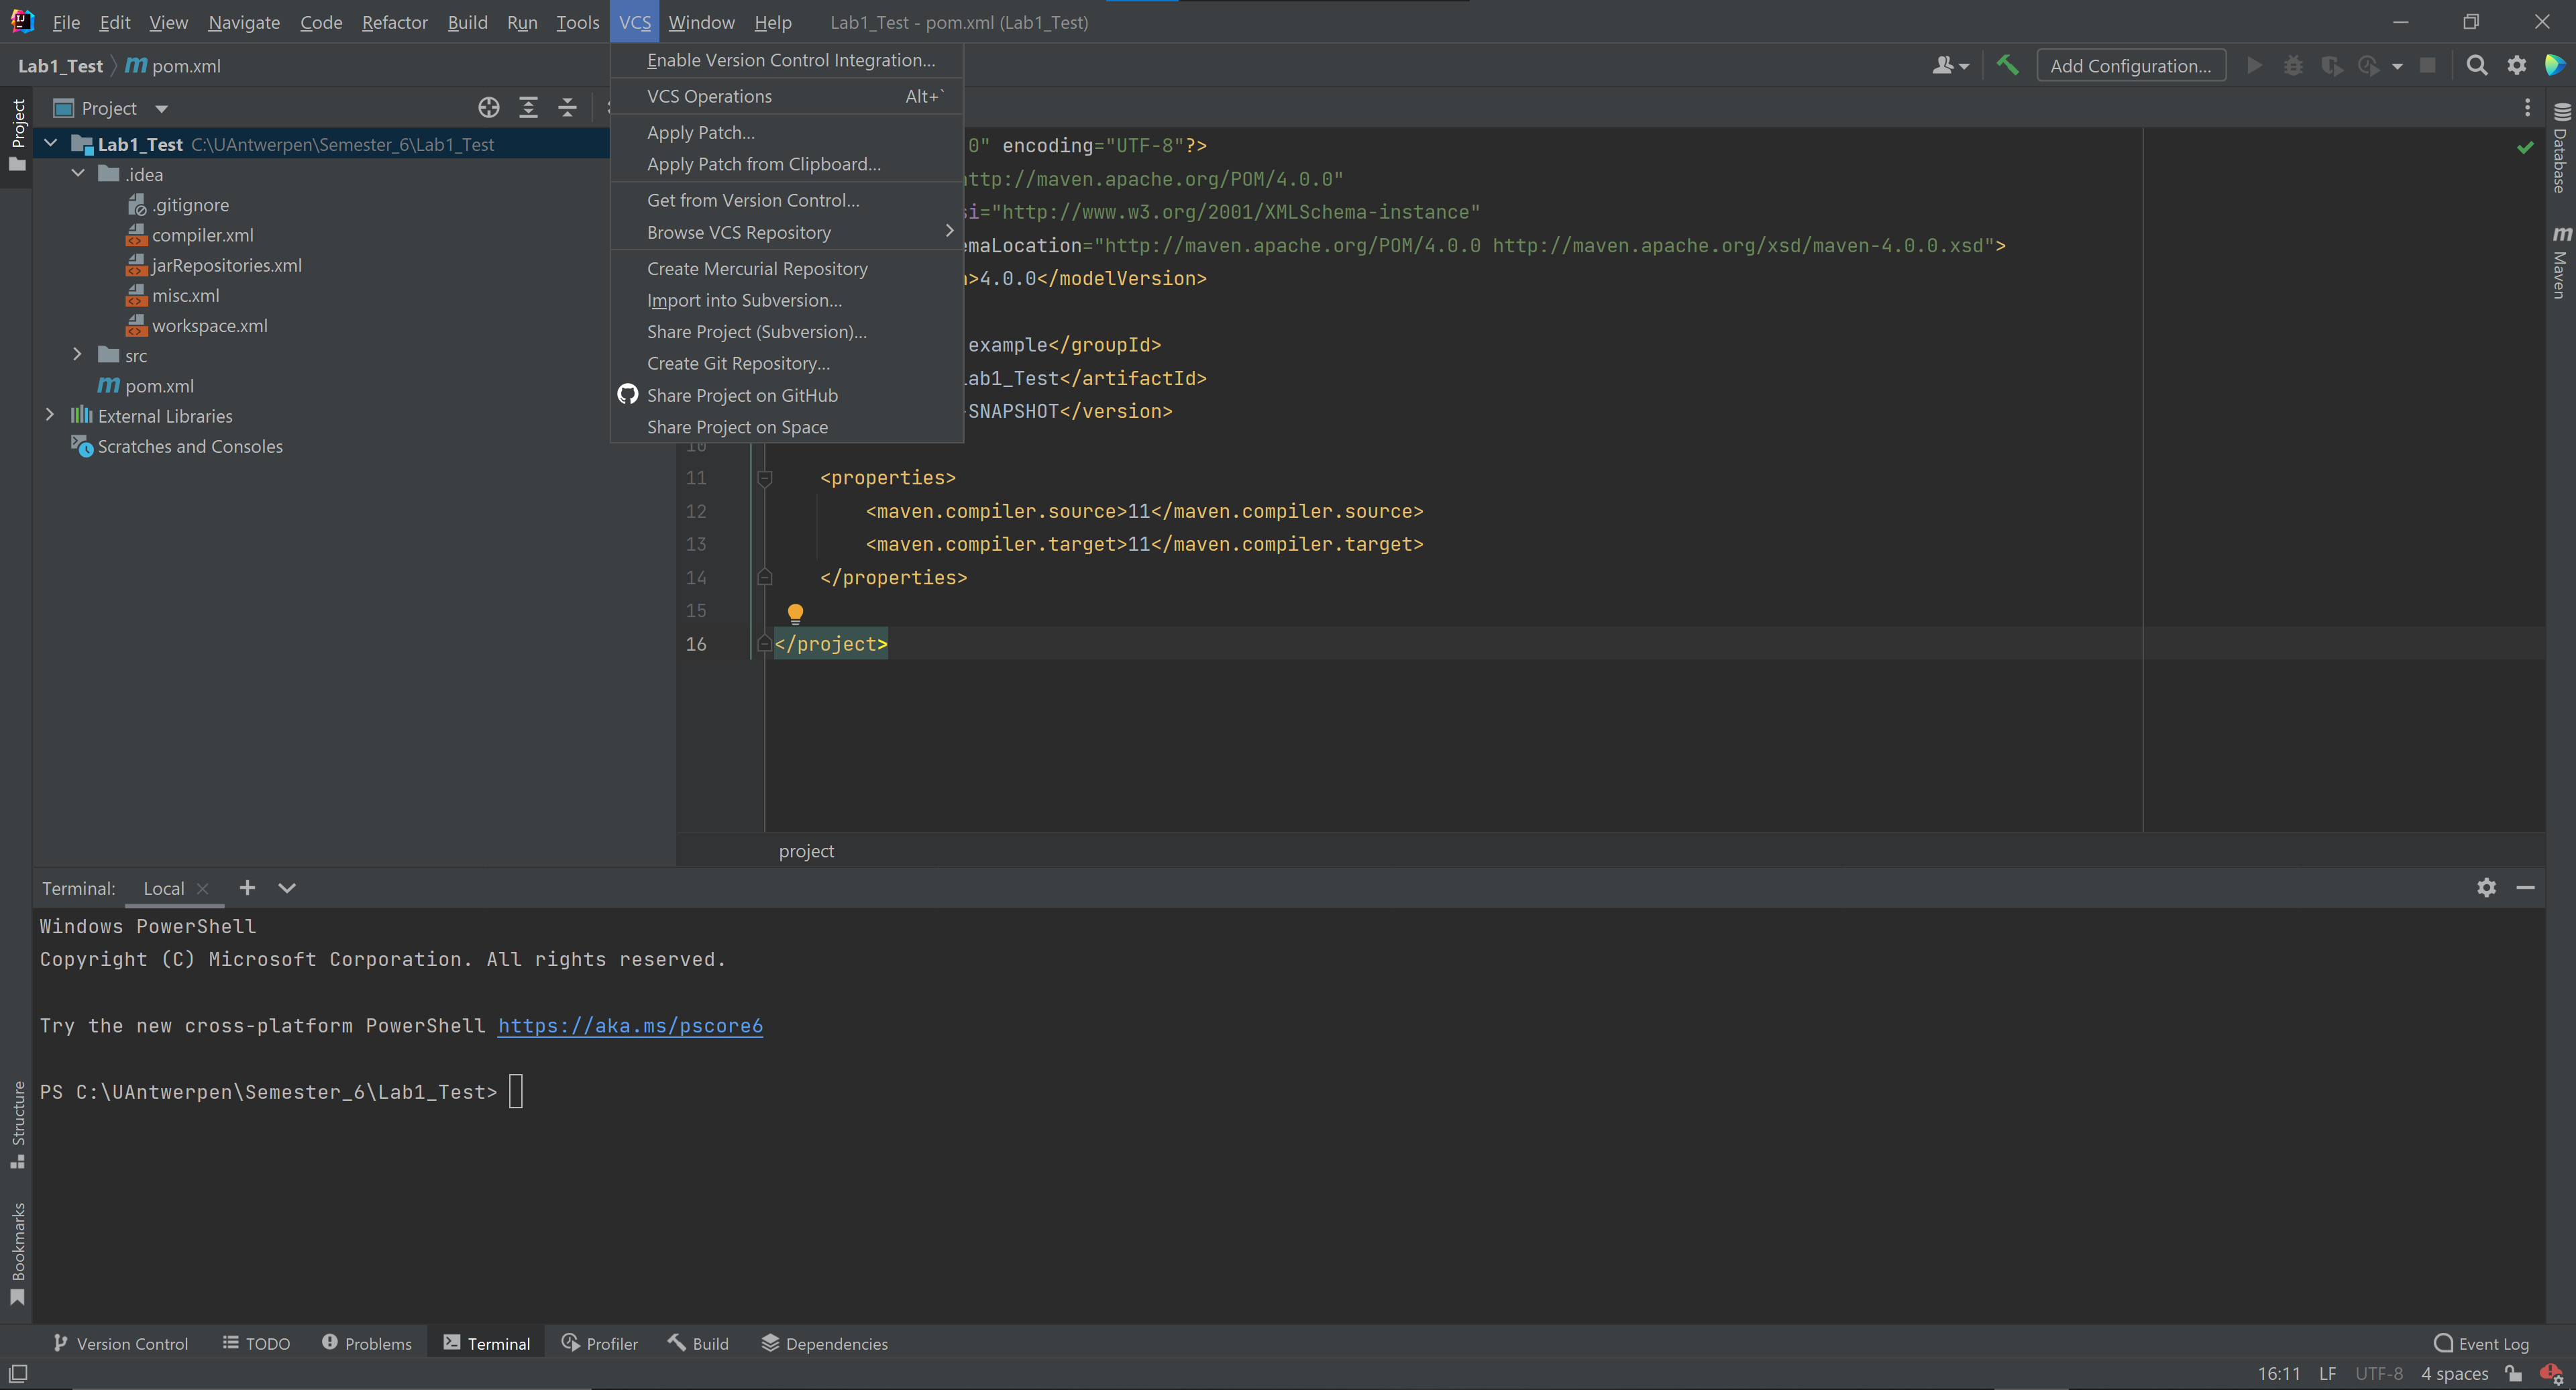 File Edit View Navigate Code Refactor Build Run Tools VCS Window Help Lab1_Test - pom.xml (Lab1_Test)
Lab1_Test pom.xml
Add Configuration...
Project
Project
Lab1_Test C:\UAntwerpen\Semester_6\Lab1_Test
.idea
.gitignore
compiler.xml
jarRepositories.xml
misc.xml
workspace.xml
src
pom.xml
External Libraries
Scratches and Consoles
Enable Version Control Integration...
VCS Operations Alt+`
Apply Patch...
Apply Patch from Clipboard...
Get from Version Control...
Browse VCS Repository
Create Mercurial Repository
Import into Subversion...
Share Project (Subversion)...
Create Git Repository...
Share Project on GitHub
Share Project on Space
0" encoding="UTF-8"?>
ttp://maven.apache.org/POM/4.0.0"
si="http://www.w3.org/2001/XMLSchema-instance"
emaLocation="http://maven.apache.org/POM/4.0.0 http://maven.apache.org/xsd/maven-4.0.0.xsd">
>4.0.0</modelVersion>
example</groupId>
Lab1_Test</artifactId>
-SNAPSHOT</version>
10
11 <properties>
12 <maven.compiler.source>11</maven.compiler.source>
13 <maven.compiler.target>11</maven.compiler.target>
14 </properties>
15
16 </project>
project
Database
Maven
Terminal: Local
Windows PowerShell
Copyright (C) Microsoft Corporation. All rights reserved.
Try the new cross-platform PowerShell https://aka.ms/pscore6
PS C:\UAntwerpen\Semester_6\Lab1_Test>
Structure
Bookmarks
Version Control TODO Problems Terminal Profiler Build Dependencies Event Log
16:11 LF UTF-8 4 spaces